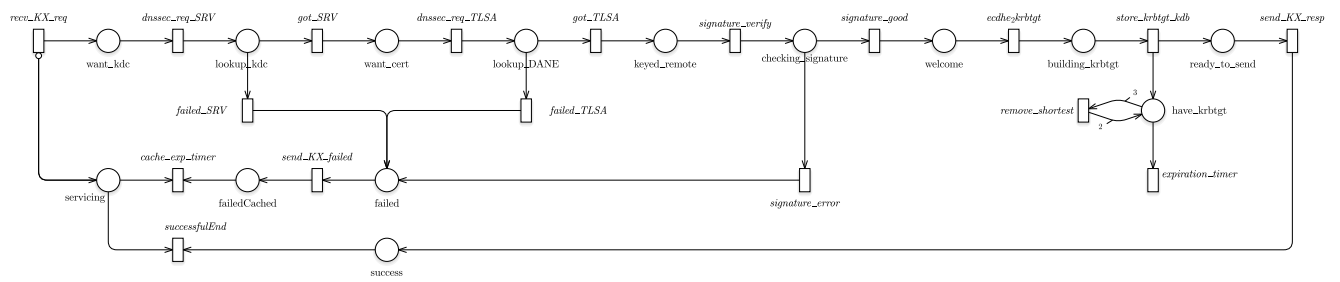 recv_KX_req
dnssec_req_SRV
got_SRV
dnssec_req_TLSA
got_TLSA
signature_verify
signature_good
ecdhe2krbtgt
store_krbtgt_kdb
send_KX_resp
want_kdc
lookup_kdc
want_cert
lookup_DANE
keyed_remote
checking_signature
welcome
building_krbtgt
ready_to_send
failed_SRV
failed_TLSA
remove_shortest
3
2
have_krbtgt
cache_exp_timer
send_KX_failed
expiration_timer
servicing
failedCached
failed
signature_error
successfulEnd
success